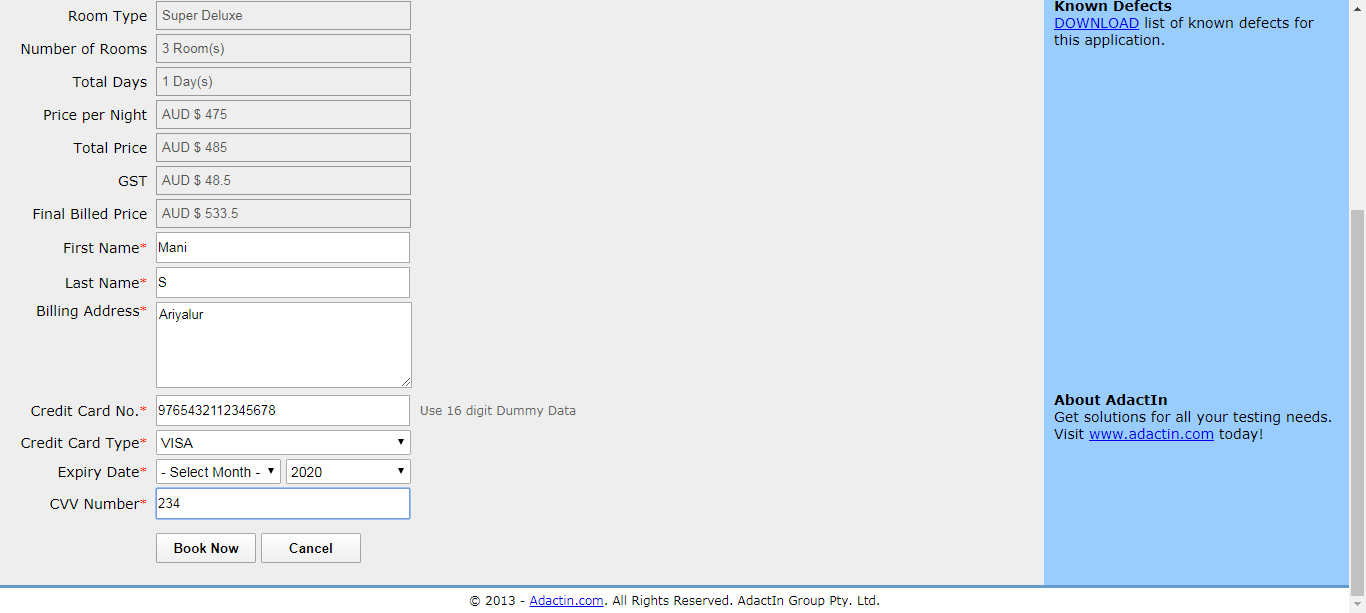 Room Type Super Deluxe
Number of Rooms 3 Room(s)
Total Days 1 Day(s)
Price per Night AUD $ 475
Total Price AUD $ 485
GST AUD $ 48.5
Final Billed Price AUD $ 533.5
First Name* Mani
Last Name* S
Billing Address* Ariyalur
Credit Card No.* 9765432112345678 Use 16 digit Dummy Data
Credit Card Type* VISA
Expiry Date* - Select Month - 2020
CVV Number* 234
Book Now Cancel
Known Defects
DOWNLOAD list of known defects for
this application.
About AdactIn
Get solutions for all your testing needs.
Visit www.adactin.com today!
© 2013 - Adactin.com. All Rights Reserved. AdactIn Group Pty. Ltd.